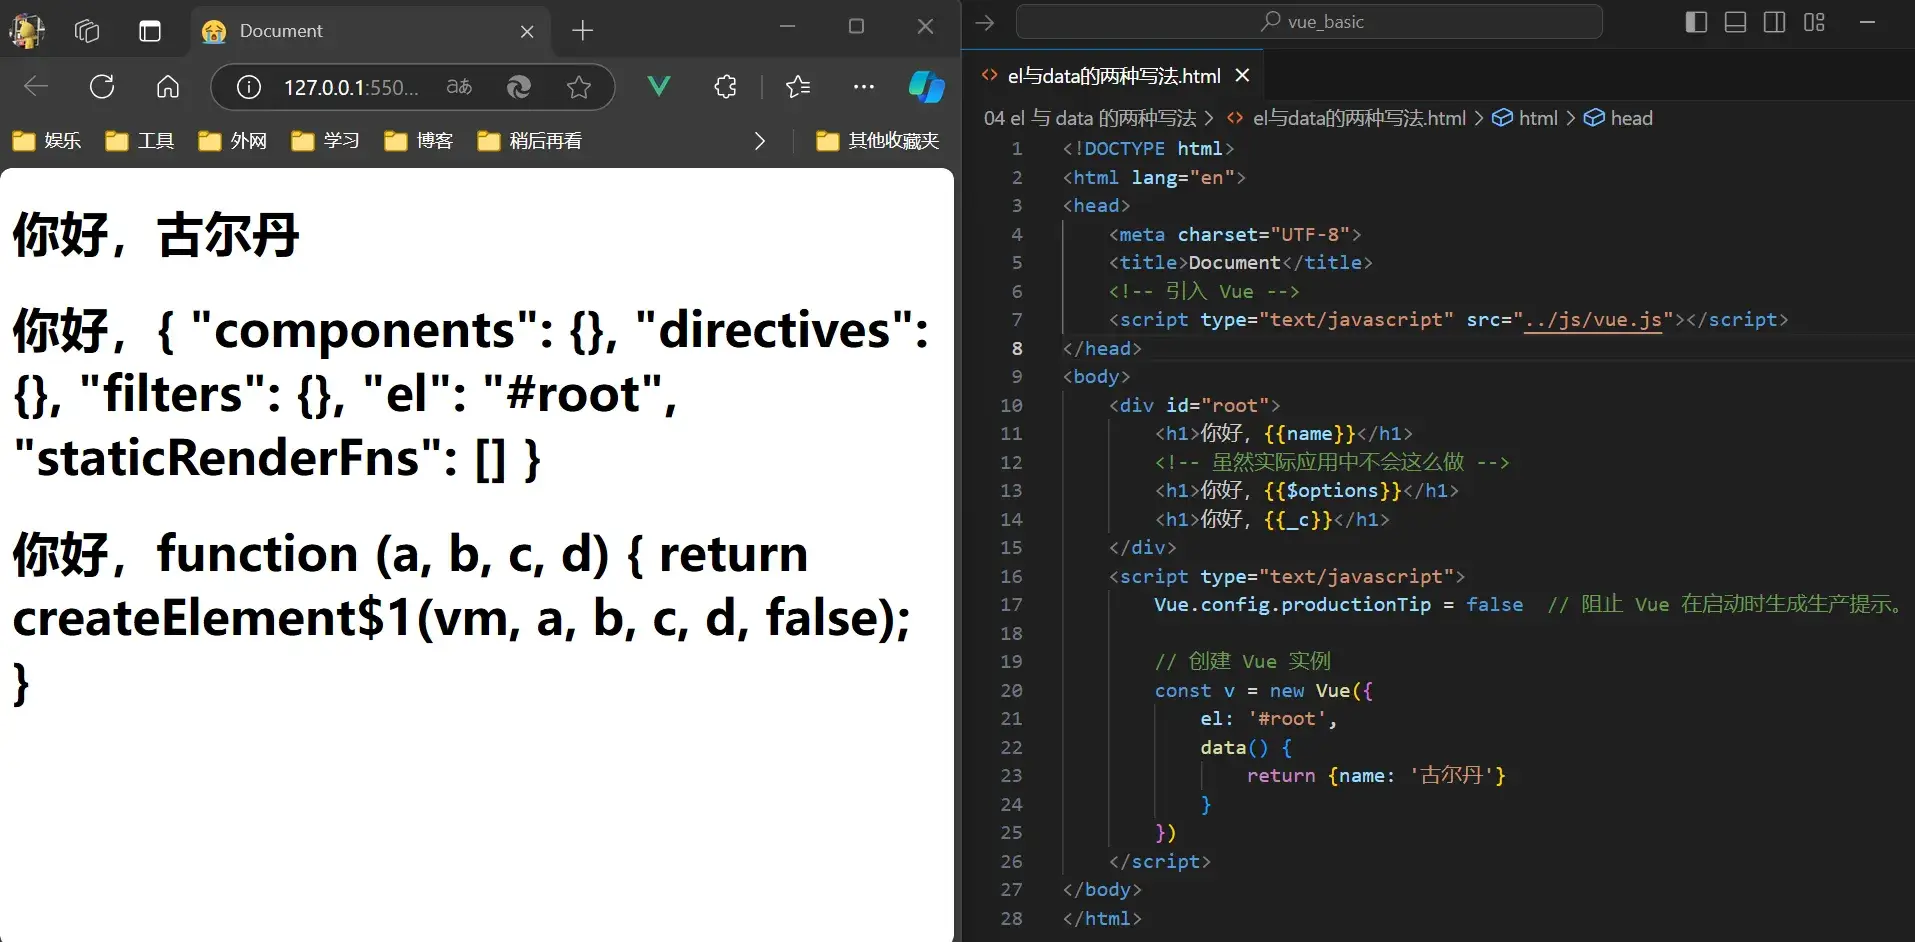 Document
127.0.0.1:550...
娱乐 工具 外网 学习 博客 稍后再看 其他收藏夹
你好，古尔丹
你好，{ "components": {}, "directives":
{}, "filters": {}, "el": "#root",
"staticRenderFns": [] }
你好，function (a, b, c, d) { return
createElement$1(vm, a, b, c, d, false);
}
vue_basic
el与data的两种写法.html
04 el 与 data 的两种写法 > el与data的两种写法.html > html > head
1 <!DOCTYPE html>
2 <html lang="en">
3 <head>
4 <meta charset="UTF-8">
5 <title>Document</title>
6 <!-- 引入 Vue -->
7 <script type="text/javascript" src="../js/vue.js"></script>
8 </head>
9 <body>
10 <div id="root">
11 <h1>你好，{{name}}</h1>
12 <!-- 虽然实际应用中不会这么做 -->
13 <h1>你好，{{$options}}</h1>
14 <h1>你好，{{_c}}</h1>
15 </div>
16 <script type="text/javascript">
17 Vue.config.productionTip = false // 阻止 Vue 在启动时生成生产提示。
18
19 // 创建 Vue 实例
20 const v = new Vue({
21 el: '#root',
22 data() {
23 return {name: '古尔丹'}
24 }
25 })
26 </script>
27 </body>
28 </html>